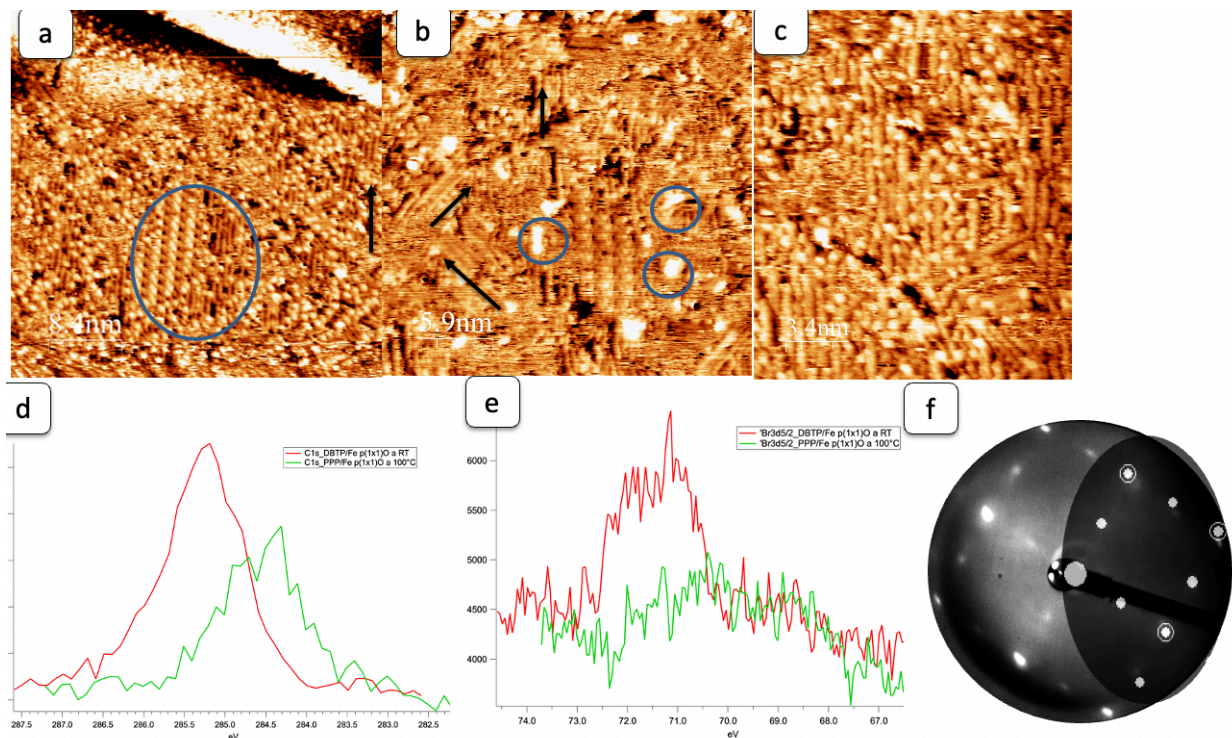 a
b
c
8.4nm
5.9nm
3.4nm
d
e
f
C1s_DBTP/Fe p(1x1)O a RT
C1s_PPP/Fe p(1x1)O a 100°C
'Br3d5/2_DBTP/Fe p(1x1)O a RT
'Br3d5/2_PPP/Fe p(1x1)O a 100°C
6000
5000
4500
4000
287.5 287.0 286.5 286.0 285.5 285.0 284.5 284.0 283.5 283.0 282.5
eV
74.0 73.0 72.0 71.0 70.0 69.0 68.0 67.0
eV